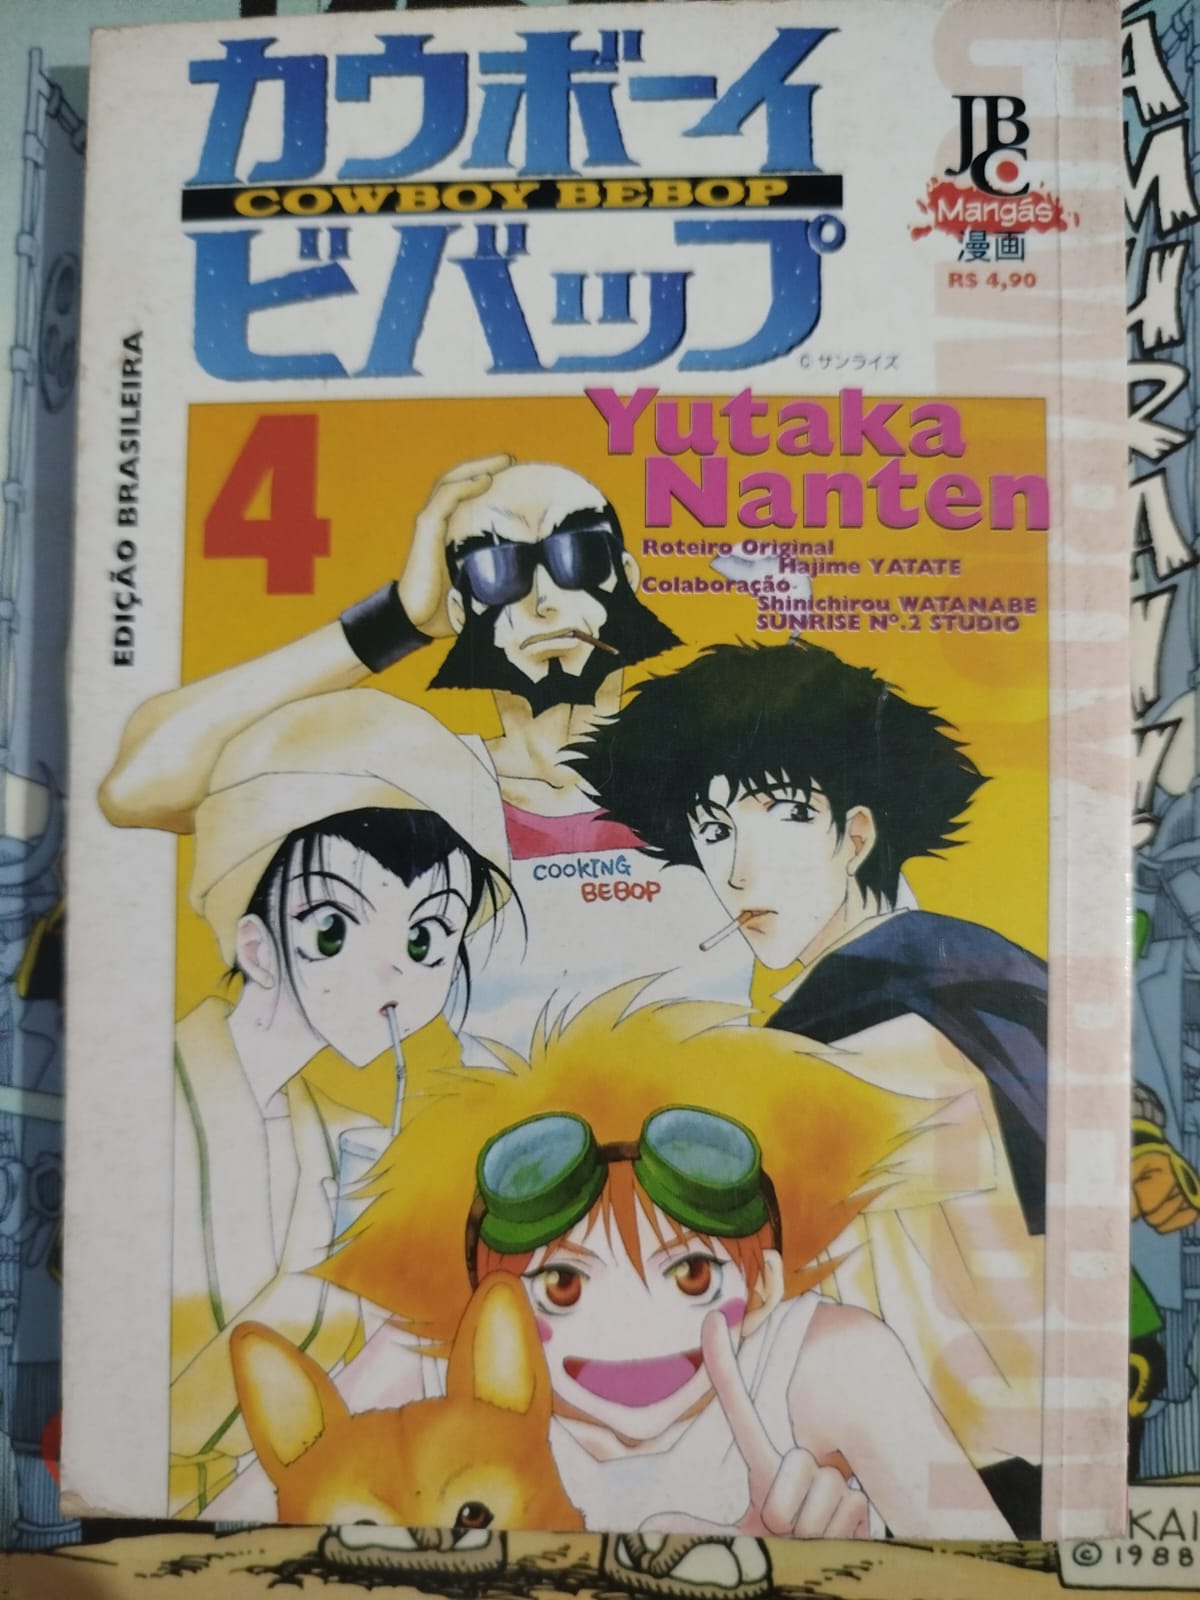 カウボーイ
COWBOY BEBOP
ビバップ
© サンライズ
JBC
Mangás
漫画
R$ 4,90
EDIÇÃO BRASILEIRA
4
Yutaka
Nanten
Roteiro Original
Hajime YATATE
Colaboração
Shinichirou WATANABE
SUNRISE Nº.2 STUDIO
COOKING
BEBOP
COWBOY BEBOP
© 1988